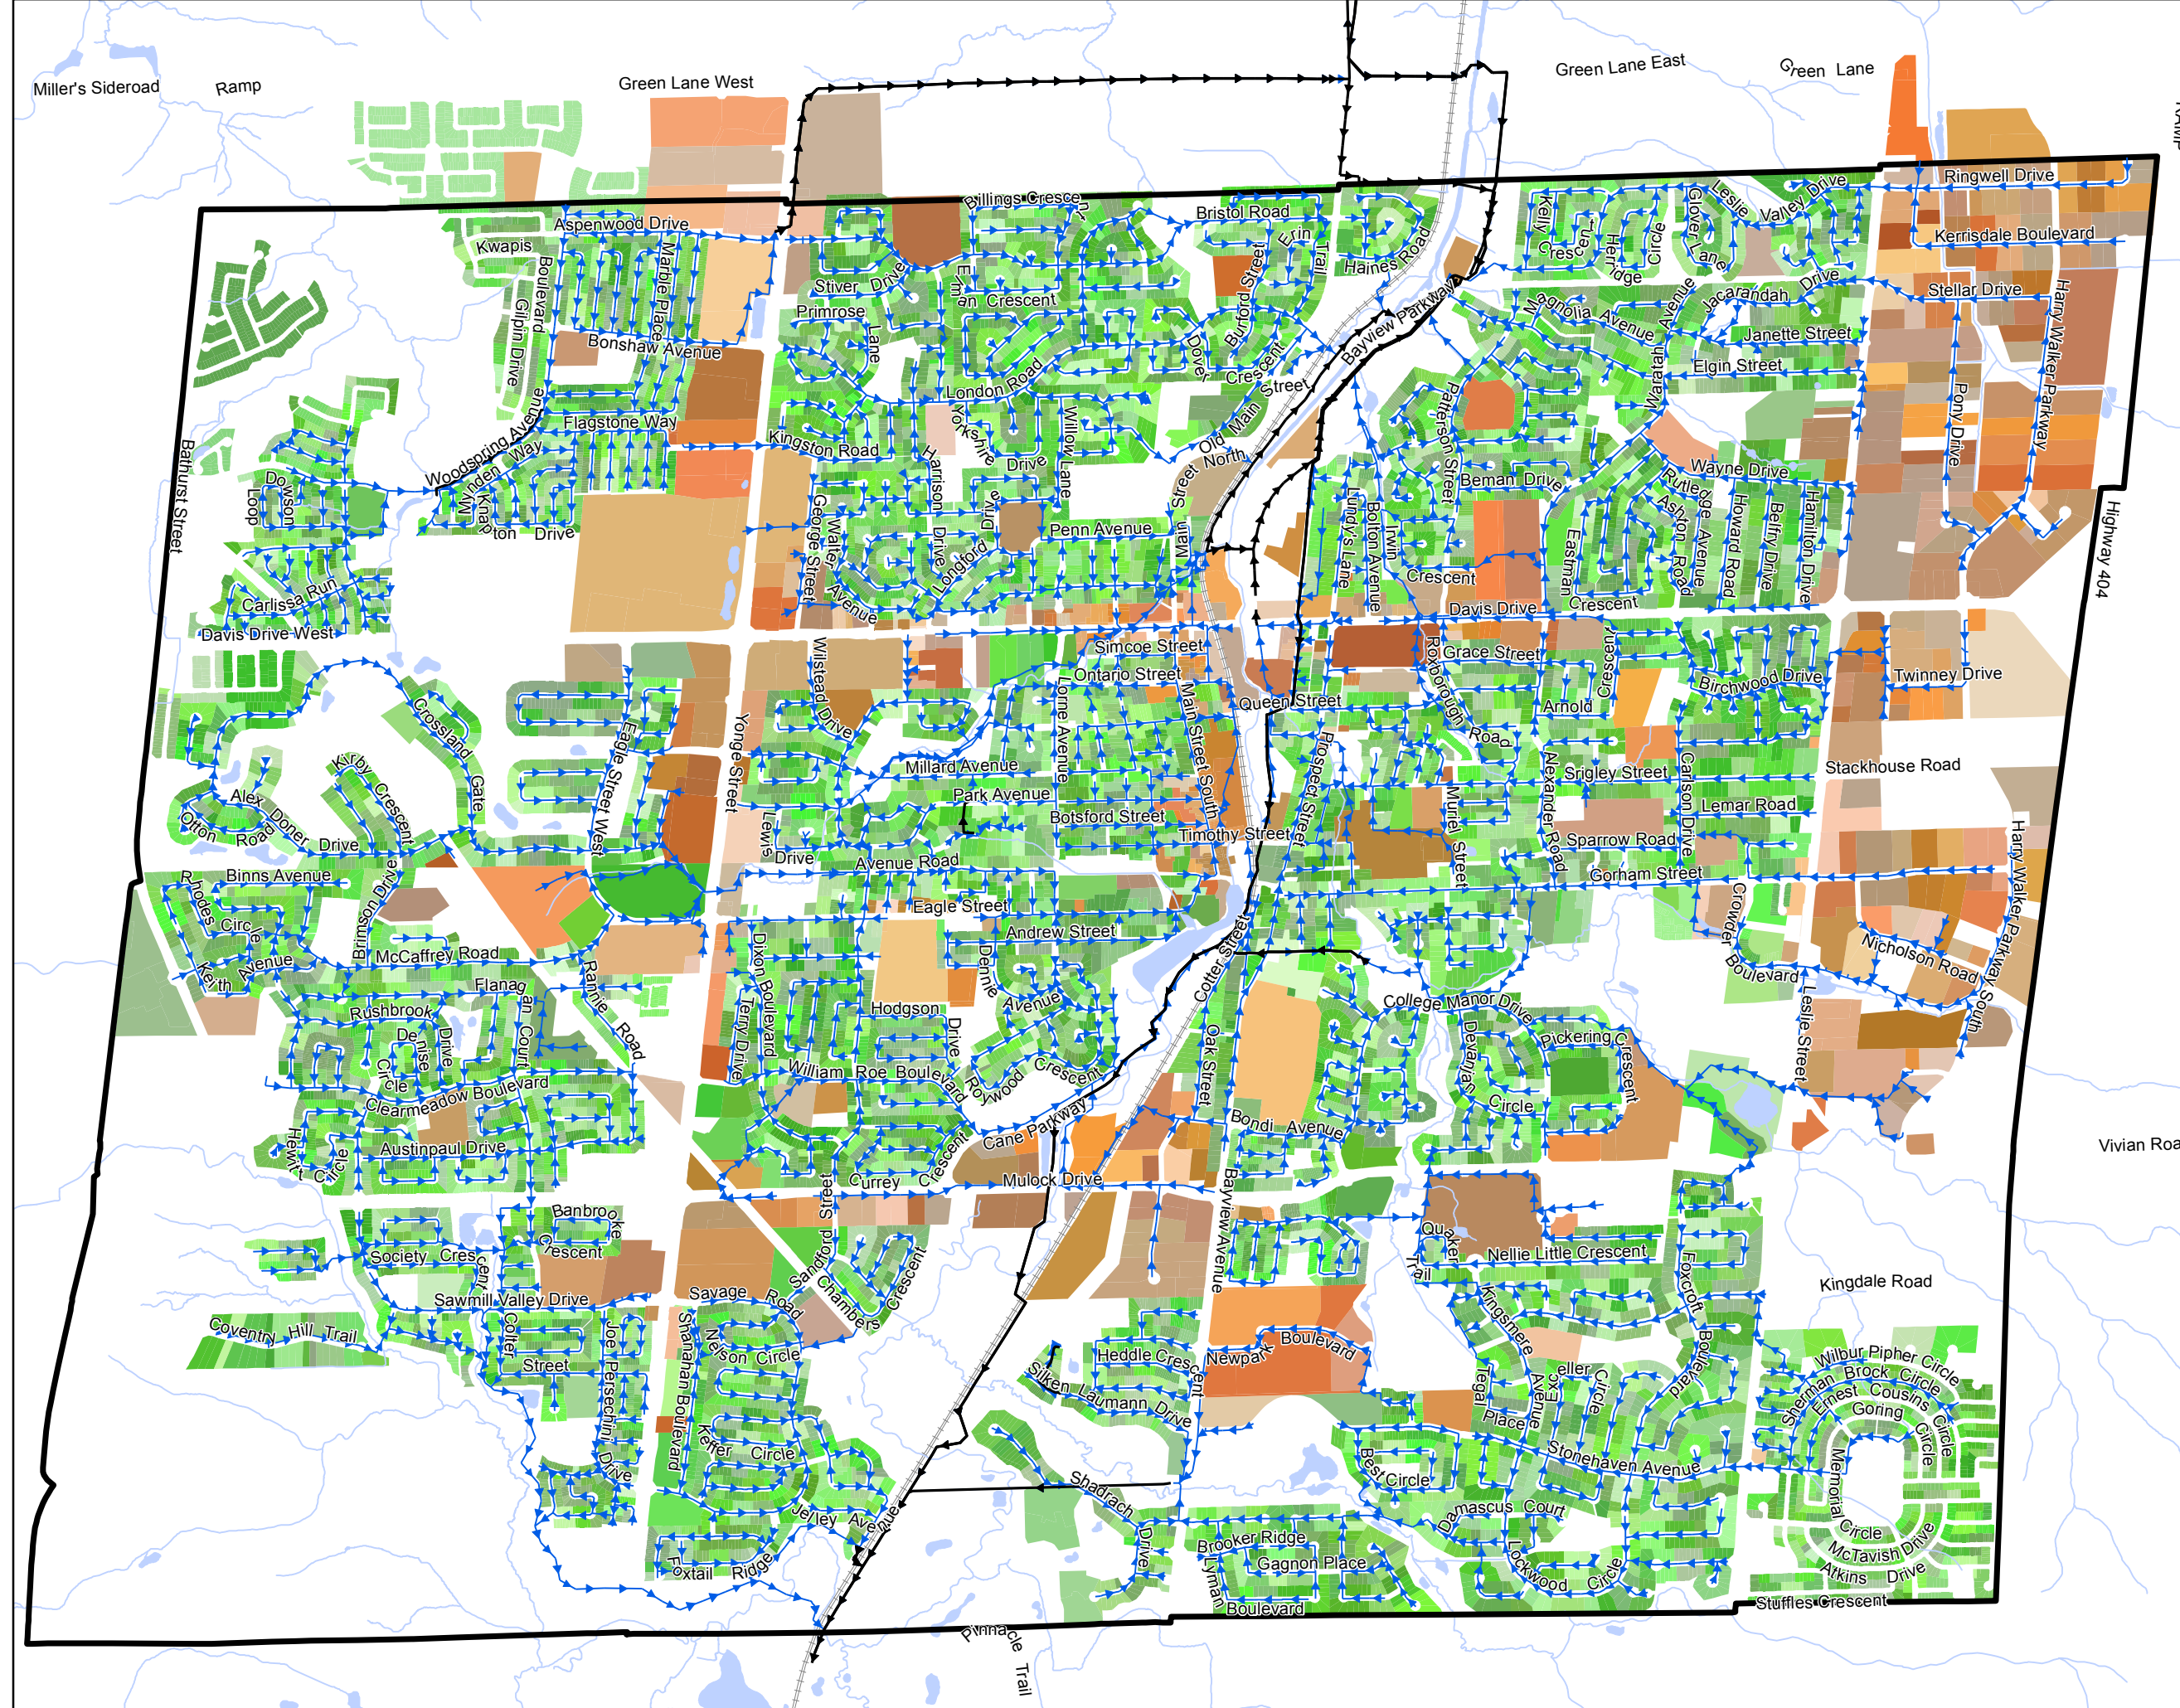 Miller's Sideroad
Ramp
Green Lane West
Green Lane East
Green Lane
Billings Crescen
Bristol Road
Ringwell Drive
Aspenwood Drive
Kwapis
Boulevard
Marble Place
Gilpin Drive
Bonshaw Avenue
Stiver Drive
Primrose
Lane
Elman Crescent
Erin
Trail
Burford Street
Haines Road
Kelly Crescent
Herridge
Circle
Glover Lane
Leslie
Valley Drive
Kerrisdale Boulevard
Stellar Drive
Jacarandah Drive
Magnolia Avenue
Janette Street
Elgin Street
Waratah Avenue
Harry Walker Parkway
Pony Drive
Bayview Parkway
Dover
Crescent
London Road
Old Main Street
Flagstone Way
Woodspring Avenue
Kingston Road
Yorkshire
Drive
Harrison
Drive
Willow Lane
North
Main Street
Patterson Street
Wayne Drive
Beman Drive
Rutledge Avenue
Ashton Road
Howard Road
Berry Drive
Hamilton Drive
Bathurst Street
Dowson
Loop
Mynden Way
Knapton Drive
George Street
Walter
Avenue
Longford
Drive
Penn Avenue
Lundy's Lane
Bolton Avenue
Irwin
Crescent
Eastman
Crescent
Highway 404
Carlissa Run
Davis Drive West
Davis Drive
Simcoe Street
Ontario Street
Grace Street
Roxborough
Road
Crescent
Arnold
Birchwood Drive
Twinney Drive
Wilstead Drive
Lorne Avenue
Main Street South
Queen Street
Crossland
Gate
Eagle Street West
Yonge Street
Millard Avenue
Park Avenue
Botsford Street
Timothy Street
Prospect Street
Muriel Street
Alexander Road
Srigley Street
Carlson Drive
Lemar Road
Sparrow Road
Gorham Street
Stackhouse Road
Kirby Crescent
Alex Doner Drive
Otton Road
Lewis
Drive
Avenue Road
Binns Avenue
Rhodes
Circle
Keith Avenue
Brimson Drive
McCaffrey Road
Eagle Street
Andrew Street
Dennie
Avenue
Cotter Street
Crowder
Boulevard
Nicholson Road
Harry Walker Parkway South
Leslie Street
Flanagan Court
Rushbrook
Drive
Denise
Circle
Rannie Road
Dixon Boulevard
Terry Drive
Hodgson
Drive
College Manor Drive
Pickering
Crescent
Devanjan
Circle
Oak Street
Clearmeadow Boulevard
William Roe Boulevard
Roywood
Crescent
Cane Parkway
Bondi Avenue
Hewitt
Circle
Austinpaul Drive
Currey Crescent
Mulock Drive
Vivian Roa
Banbrooke
Crescent
Society Crescent
Sandford Street
Bayview Avenue
Quaker
Trail
Nellie Little Crescent
Foxcroft
Boulevard
Kingdale Road
Sawmill Valley Drive
Savage Road
Chambers
Crescent
Coventry Hill Trail
Colter
Street
Joe Persechini
Drive
Shanahan Boulevard
Nelson Circle
Heddle Crescent
Newpark Boulevard
Kingsmere
Avenue
Tegal
Place
Exeller
Circle
Wilbur Pipher Circle
Sherman Brock Circle
Ernest Cousins Circle
Goring
Circle
Silken Laumann Drive
Keffer Circle
Best Circle
Stonehaven Avenue
Memorial
Circle
McTavish Drive
Atkins Drive
Stuffles Crescent
Shadrach
Drive
Jelley Avenue
Foxtail Ridge
Brooker Ridge
Gagnon Place
Lyman
Boulevard
Damascus Court
Lockwood Circle
Pinnacle Trail